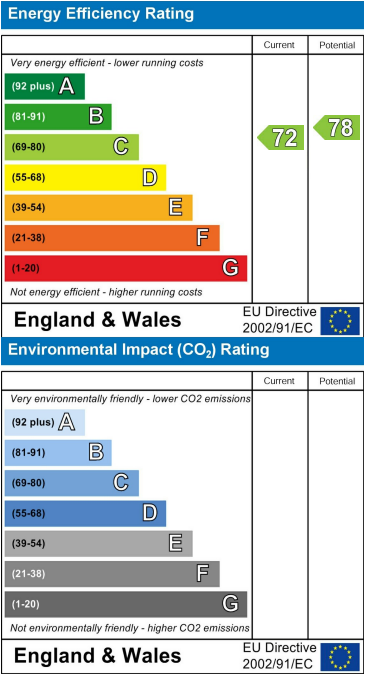 Energy Efficiency Rating
Current Potential
Very energy efficient - lower running costs
(92 plus) A
(81-91) B
(69-80) C
(55-68) D
(39-54) E
(21-38) F
(1-20) G
72 78
Not energy efficient - higher running costs
England & Wales
EU Directive
2002/91/EC
Environmental Impact (CO₂) Rating
Current Potential
Very environmentally friendly - lower CO2 emissions
(92 plus) A
(81-91) B
(69-80) C
(55-68) D
(39-54) E
(21-38) F
(1-20) G
Not environmentally friendly - higher CO2 emissions
England & Wales
EU Directive
2002/91/EC